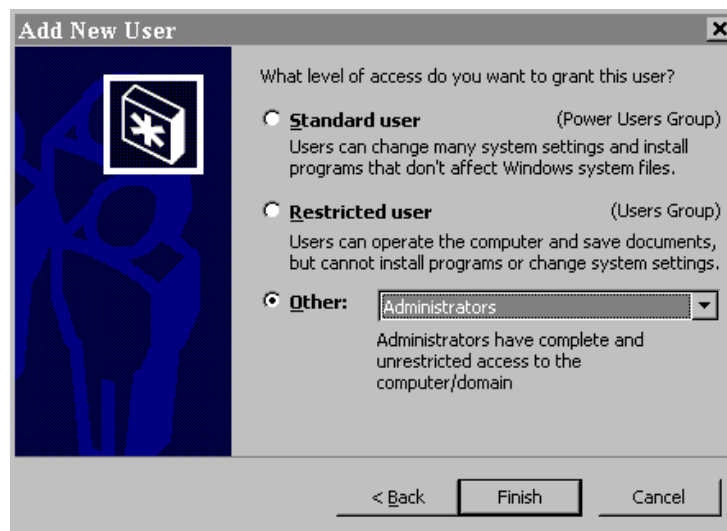 Add New User
What level of access do you want to grant this user?
Standard user (Power Users Group)
Users can change many system settings and install
programs that don't affect Windows system files.
Restricted user (Users Group)
Users can operate the computer and save documents,
but cannot install programs or change system settings.
Other: Administrators
Administrators have complete and
unrestricted access to the
computer/domain
< Back Finish Cancel